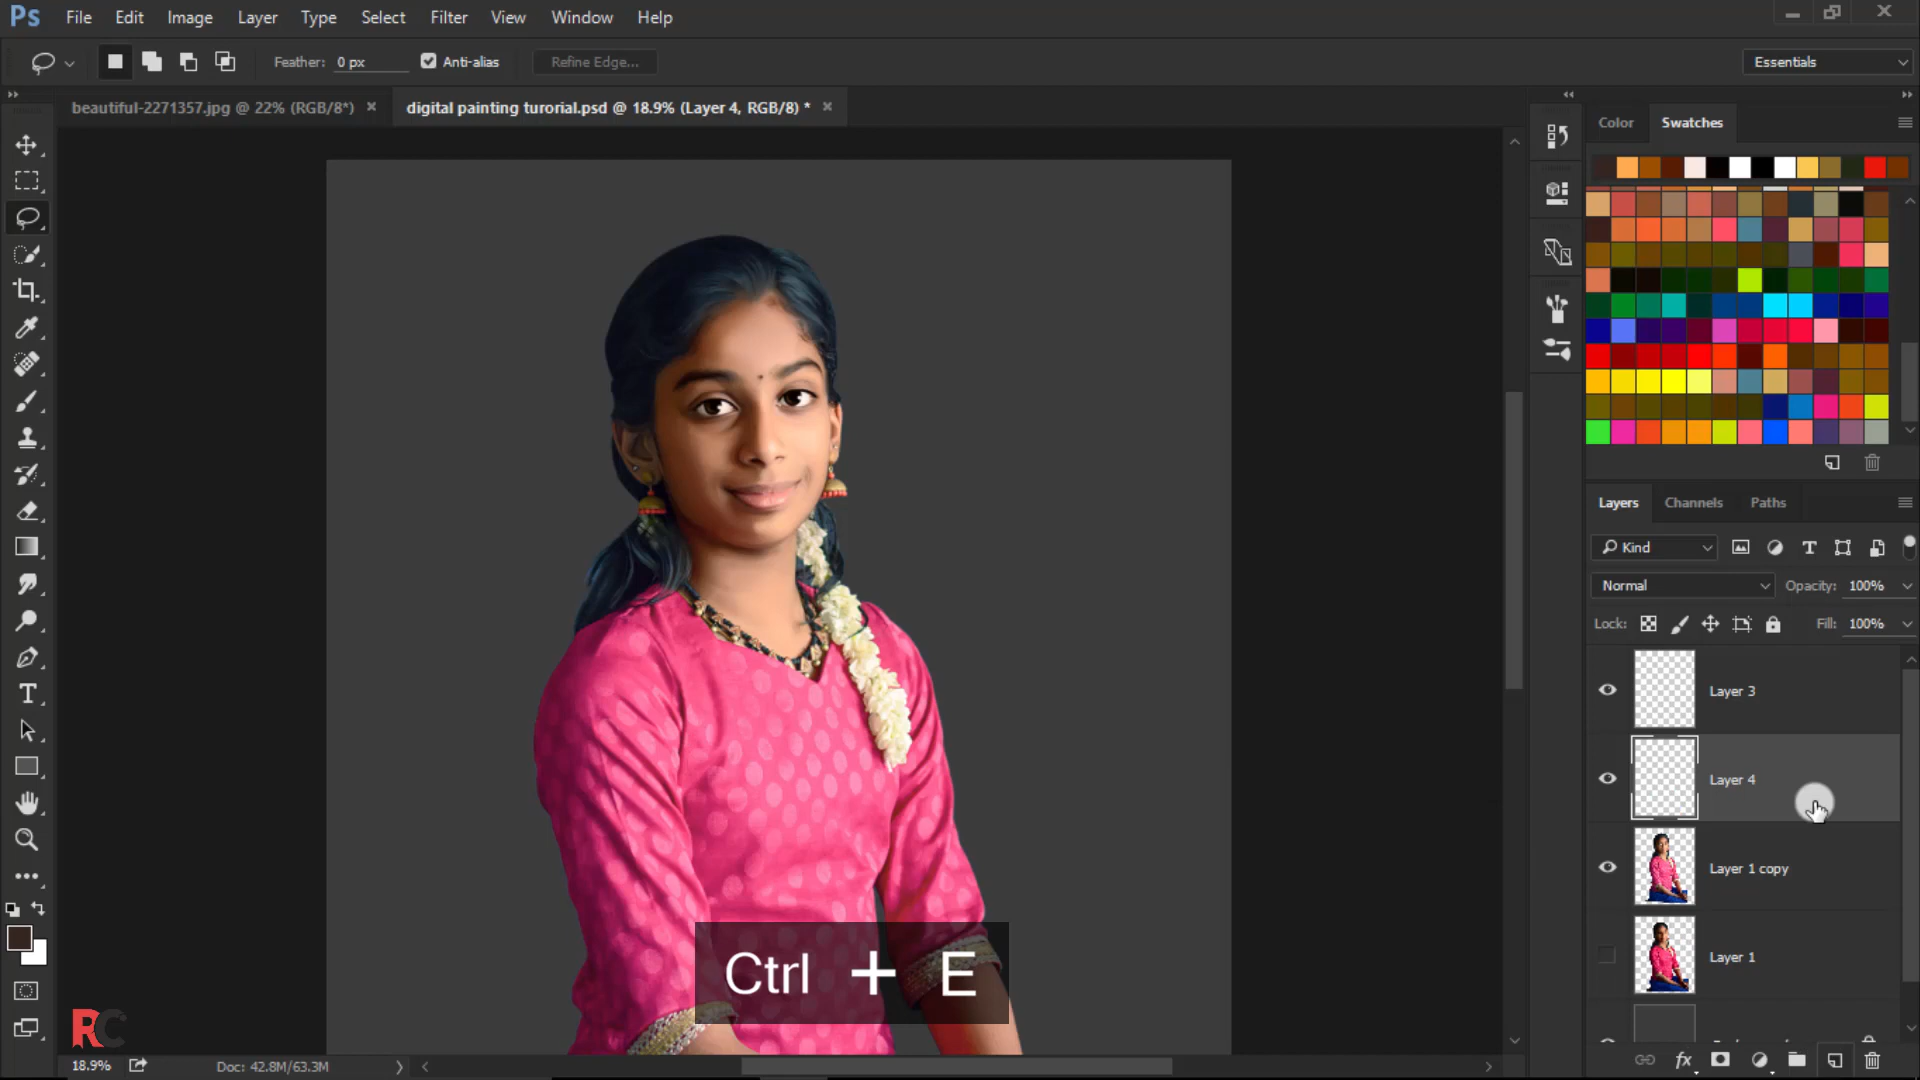 Ps File Edit Image Layer Type Select Filter View Window Help
Feather: 0 px Anti-alias Refine Edge... Essentials
beautiful-2271357.jpg @ 22% (RGB/8*) × digital painting turorial.psd @ 18.9% (Layer 4, RGB/8) * ×
Color Swatches
Layers Channels Paths
Kind
Normal Opacity: 100%
Lock: Fill: 100%
Layer 3
Layer 4
Layer 1 copy
Layer 1
Ctrl + E
RC
18.9% Doc: 42.8M/63.3M
fx